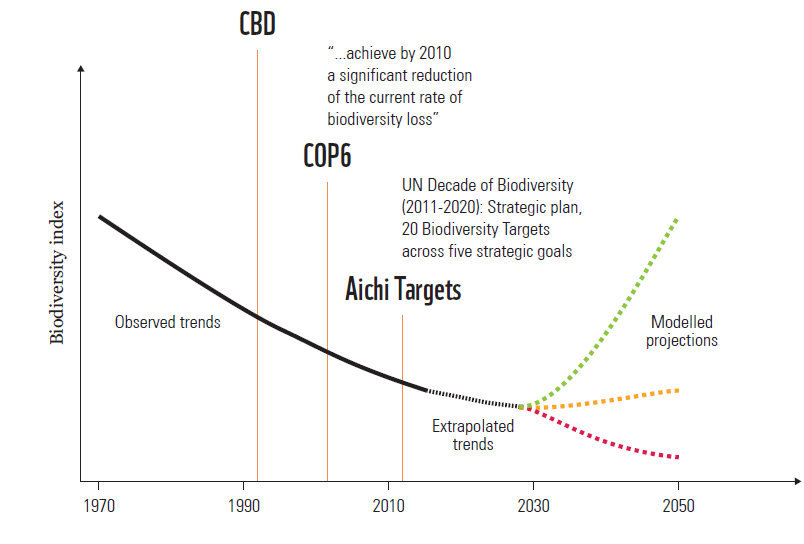 CBD
“...achieve by 2010
a significant reduction
of the current rate of
biodiversity loss”
COP6
UN Decade of Biodiversity
(2011-2020): Strategic plan,
20 Biodiversity Targets
across five strategic goals
Aichi Targets
Biodiversity index
Observed trends
Modelled
projections
Extrapolated
trends
1970
1990
2010
2030
2050